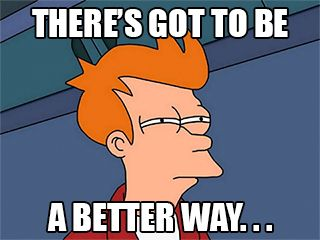 THERE'S GOT TO BE
A BETTER WAY. . .